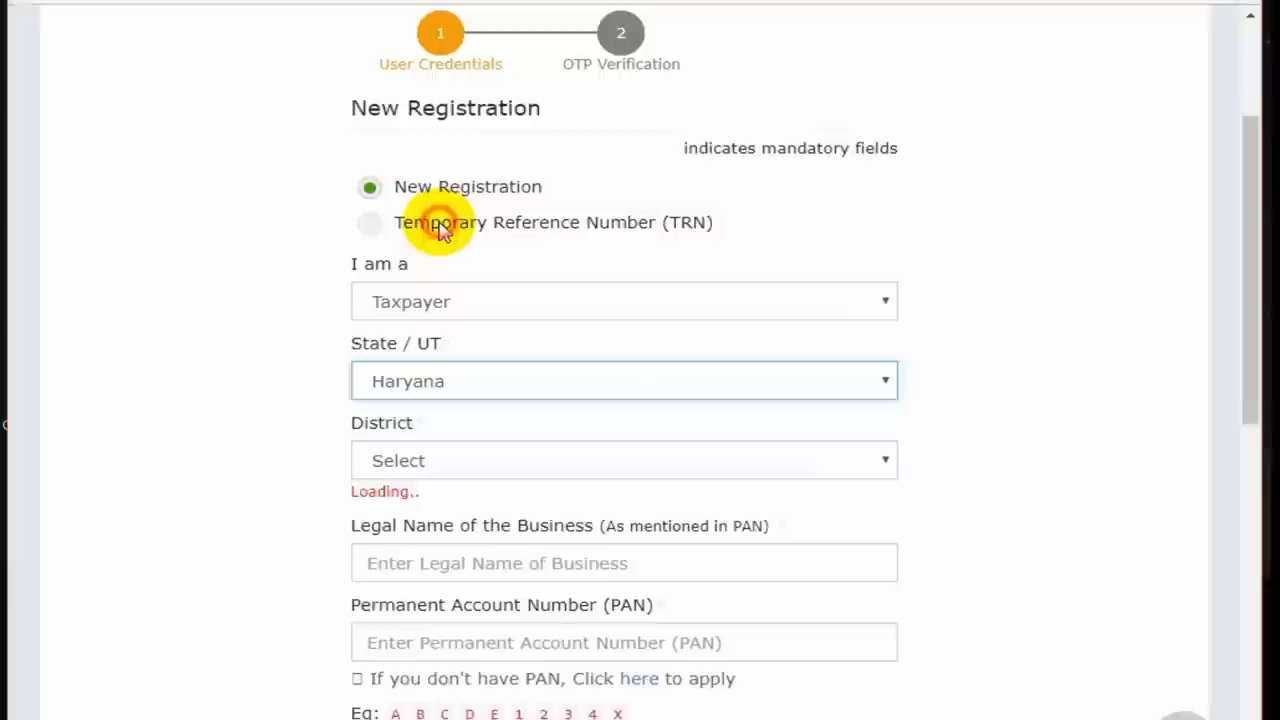 1 2
User Credentials OTP Verification
New Registration
indicates mandatory fields
New Registration
Temporary Reference Number (TRN)
I am a
Taxpayer
State / UT
Haryana
District
Select
Loading..
Legal Name of the Business (As mentioned in PAN)
Enter Legal Name of Business
Permanent Account Number (PAN)
Enter Permanent Account Number (PAN)
If you don't have PAN, Click here to apply
Eg: A B C D E 1 2 3 4 X